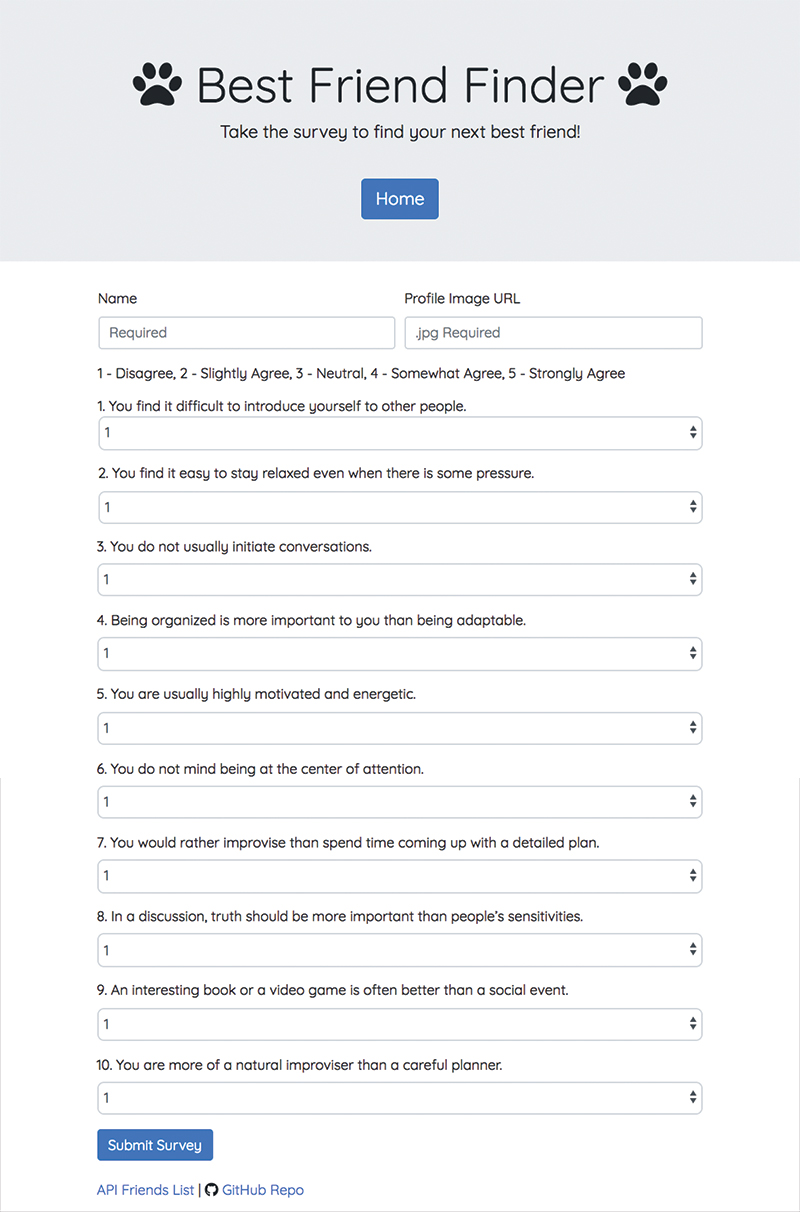 Best Friend Finder
Take the survey to find your next best friend!
Home
Name
Profile Image URL
Required
.jpg Required
1 - Disagree, 2 - Slightly Agree, 3 - Neutral, 4 - Somewhat Agree, 5 - Strongly Agree
1. You find it difficult to introduce yourself to other people.
1
2. You find it easy to stay relaxed even when there is some pressure.
1
3. You do not usually initiate conversations.
1
4. Being organized is more important to you than being adaptable.
1
5. You are usually highly motivated and energetic.
1
6. You do not mind being at the center of attention.
1
7. You would rather improvise than spend time coming up with a detailed plan.
1
8. In a discussion, truth should be more important than people’s sensitivities.
1
9. An interesting book or a video game is often better than a social event.
1
10. You are more of a natural improviser than a careful planner.
1
Submit Survey
API Friends List | GitHub Repo